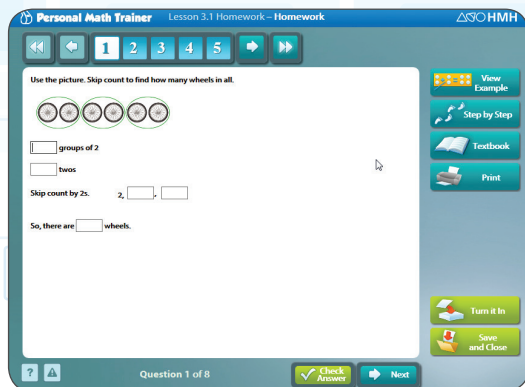 Personal Math Trainer Lesson 3.1 Homework – Homework HMH
1 2 3 4 5
Use the picture. Skip count to find how many wheels in all.
View
Example
Step by Step
groups of 2
Textbook
twos
Print
Skip count by 2s. 2, , 
So, there are wheels.
Turn it In
Save
and Close
? Question 1 of 8
Check
Answer
Next